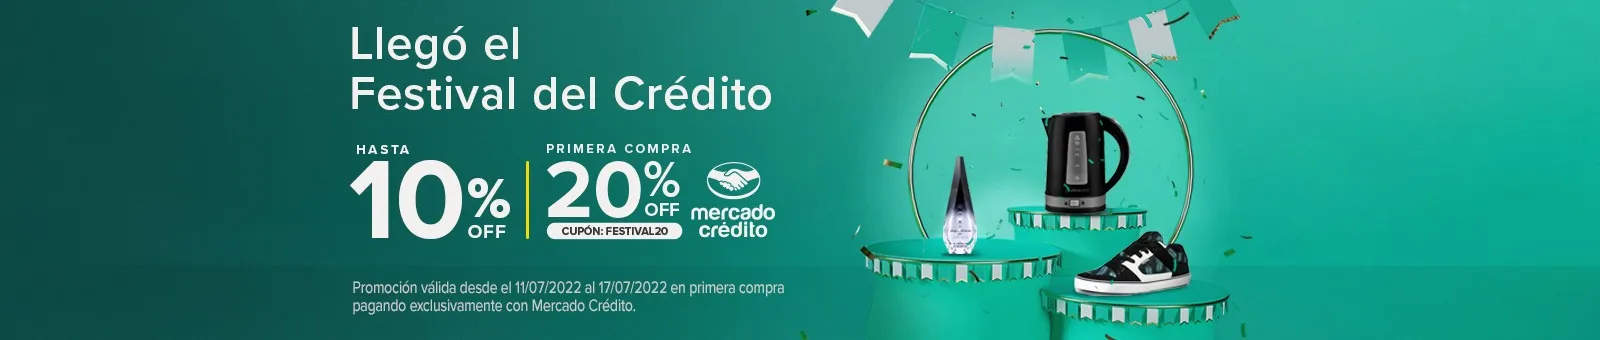 Llegó el
Festival del Crédito
HASTA
10% OFF
PRIMERA COMPRA
20% OFF
CUPÓN: FESTIVAL20
mercado
crédito
Promoción válida desde el 11/07/2022 al 17/07/2022 en primera compra
pagando exclusivamente con Mercado Crédito.